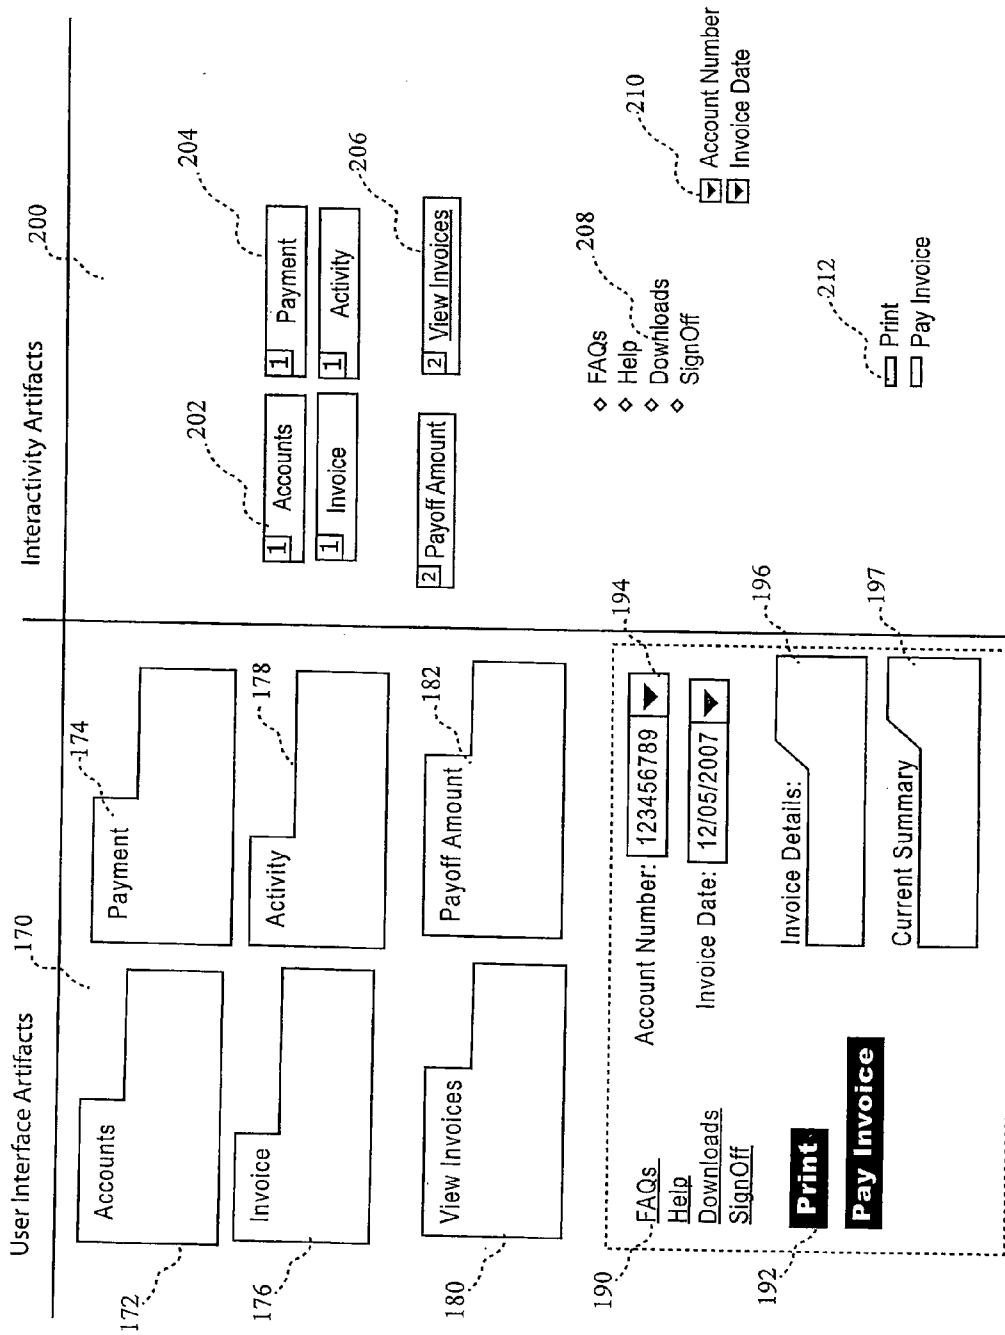 User Interface Artifacts
170
172
Accounts
174
Payment
176
Invoice
178
Activity
180
View Invoices
182
Payoff Amount
190
FAQs
Help
Downloads
SignOff
192
Print
Pay Invoice
Account Number: 123456789
194
Invoice Date: 12/05/2007
Invoice Details:
196
Current Summary
197
Interactivity Artifacts
200
202
1 Accounts
204
1 Payment
1 Invoice
1 Activity
2 Payoff Amount
206
2 View Invoices
208
FAQs
Help
Downloads
SignOff
210
Account Number
Invoice Date
212
Print
Pay Invoice